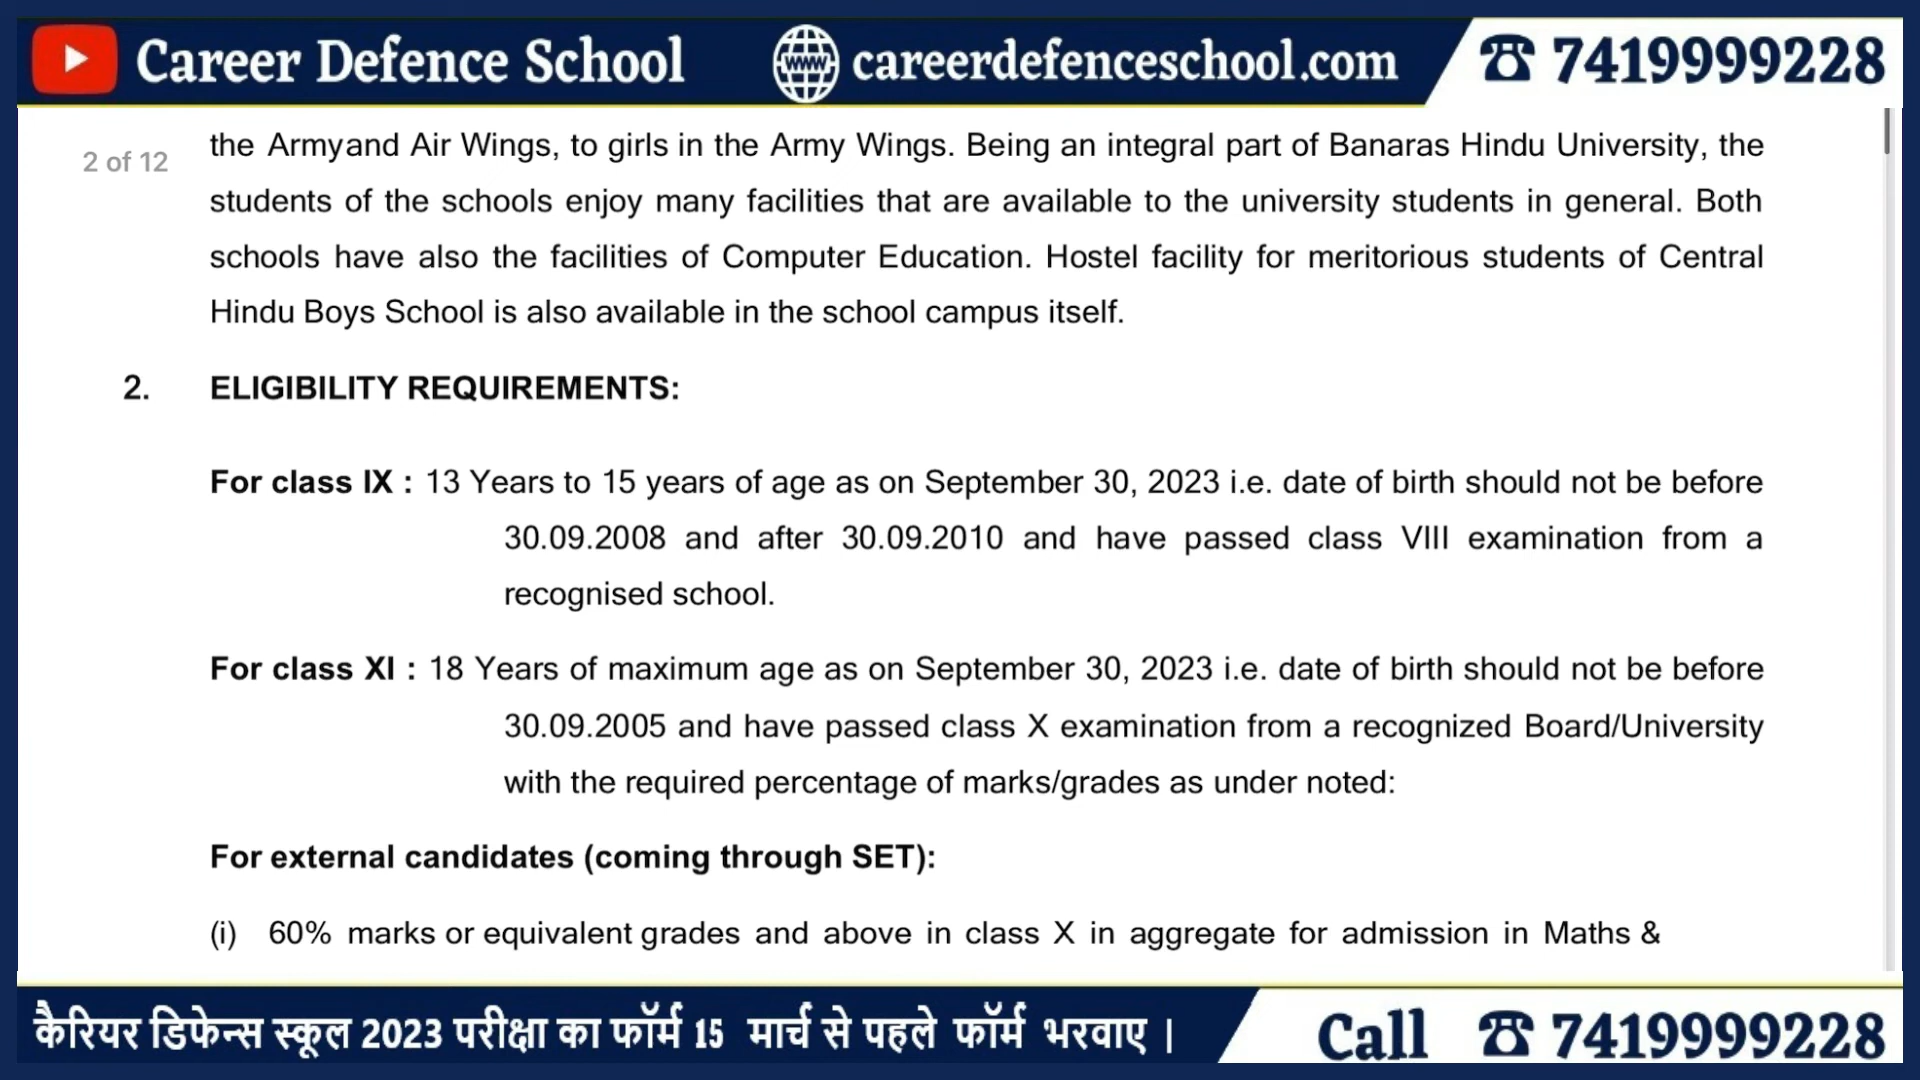 Career Defence School
www
careerdefenceschool.com
☎ 7419999228
2 of 12
the Armyand Air Wings, to girls in the Army Wings. Being an integral part of Banaras Hindu University, the
students of the schools enjoy many facilities that are available to the university students in general. Both
schools have also the facilities of Computer Education. Hostel facility for meritorious students of Central
Hindu Boys School is also available in the school campus itself.
2. ELIGIBILITY REQUIREMENTS:
For class IX : 13 Years to 15 years of age as on September 30, 2023 i.e. date of birth should not be before
30.09.2008 and after 30.09.2010 and have passed class VIII examination from a
recognised school.
For class XI : 18 Years of maximum age as on September 30, 2023 i.e. date of birth should not be before
30.09.2005 and have passed class X examination from a recognized Board/University
with the required percentage of marks/grades as under noted:
For external candidates (coming through SET):
(i) 60% marks or equivalent grades and above in class X in aggregate for admission in Maths &
कैरियर डिफेन्स स्कूल 2023 परीक्षा का फॉर्म 15 मार्च से पहले फॉर्म भरवाए |
Call ☎ 7419999228